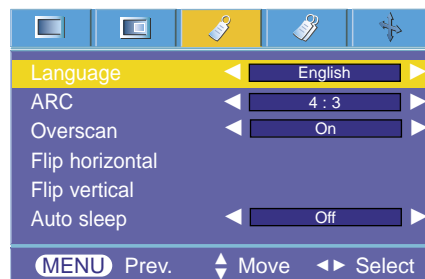 Language English
ARC 4 : 3
Overscan On
Flip horizontal
Flip vertical
Auto sleep Off
MENU Prev. Move Select